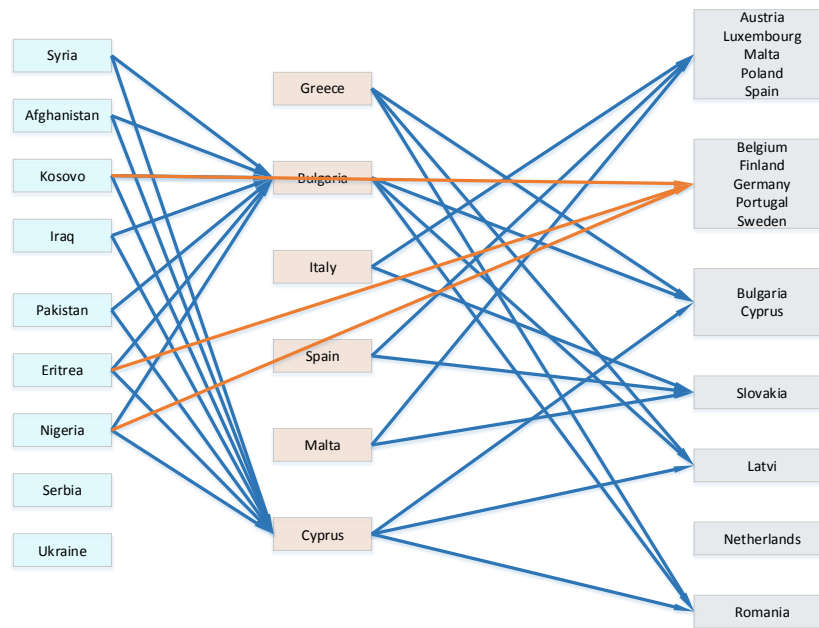 Syria
Afghanistan
Kosovo
Iraq
Pakistan
Eritrea
Nigeria
Serbia
Ukraine
Greece
Bulgaria
Italy
Spain
Malta
Cyprus
Austria
Luxembourg
Malta
Poland
Spain
Belgium
Finland
Germany
Portugal
Sweden
Bulgaria
Cyprus
Slovakia
Latvi
Netherlands
Romania